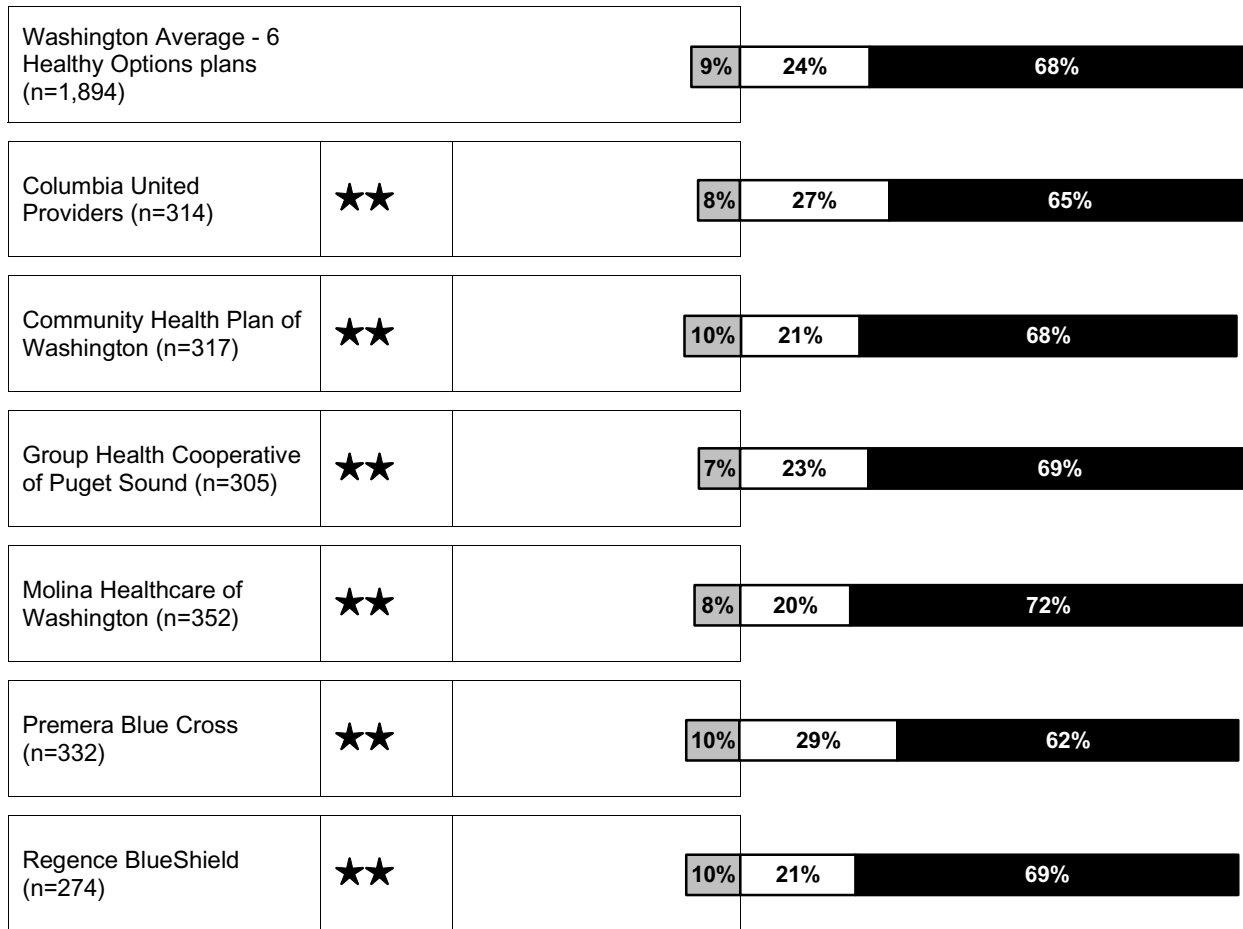 Washington Average - 6
Healthy Options plans
(n=1,894)
9% 24% 68%
Columbia United
Providers (n=314)
★★
8% 27% 65%
Community Health Plan of
Washington (n=317)
★★
10% 21% 68%
Group Health Cooperative
of Puget Sound (n=305)
★★
7% 23% 69%
Molina Healthcare of
Washington (n=352)
★★
8% 20% 72%
Premera Blue Cross
(n=332)
★★
10% 29% 62%
Regence BlueShield
(n=274)
★★
10% 21% 69%